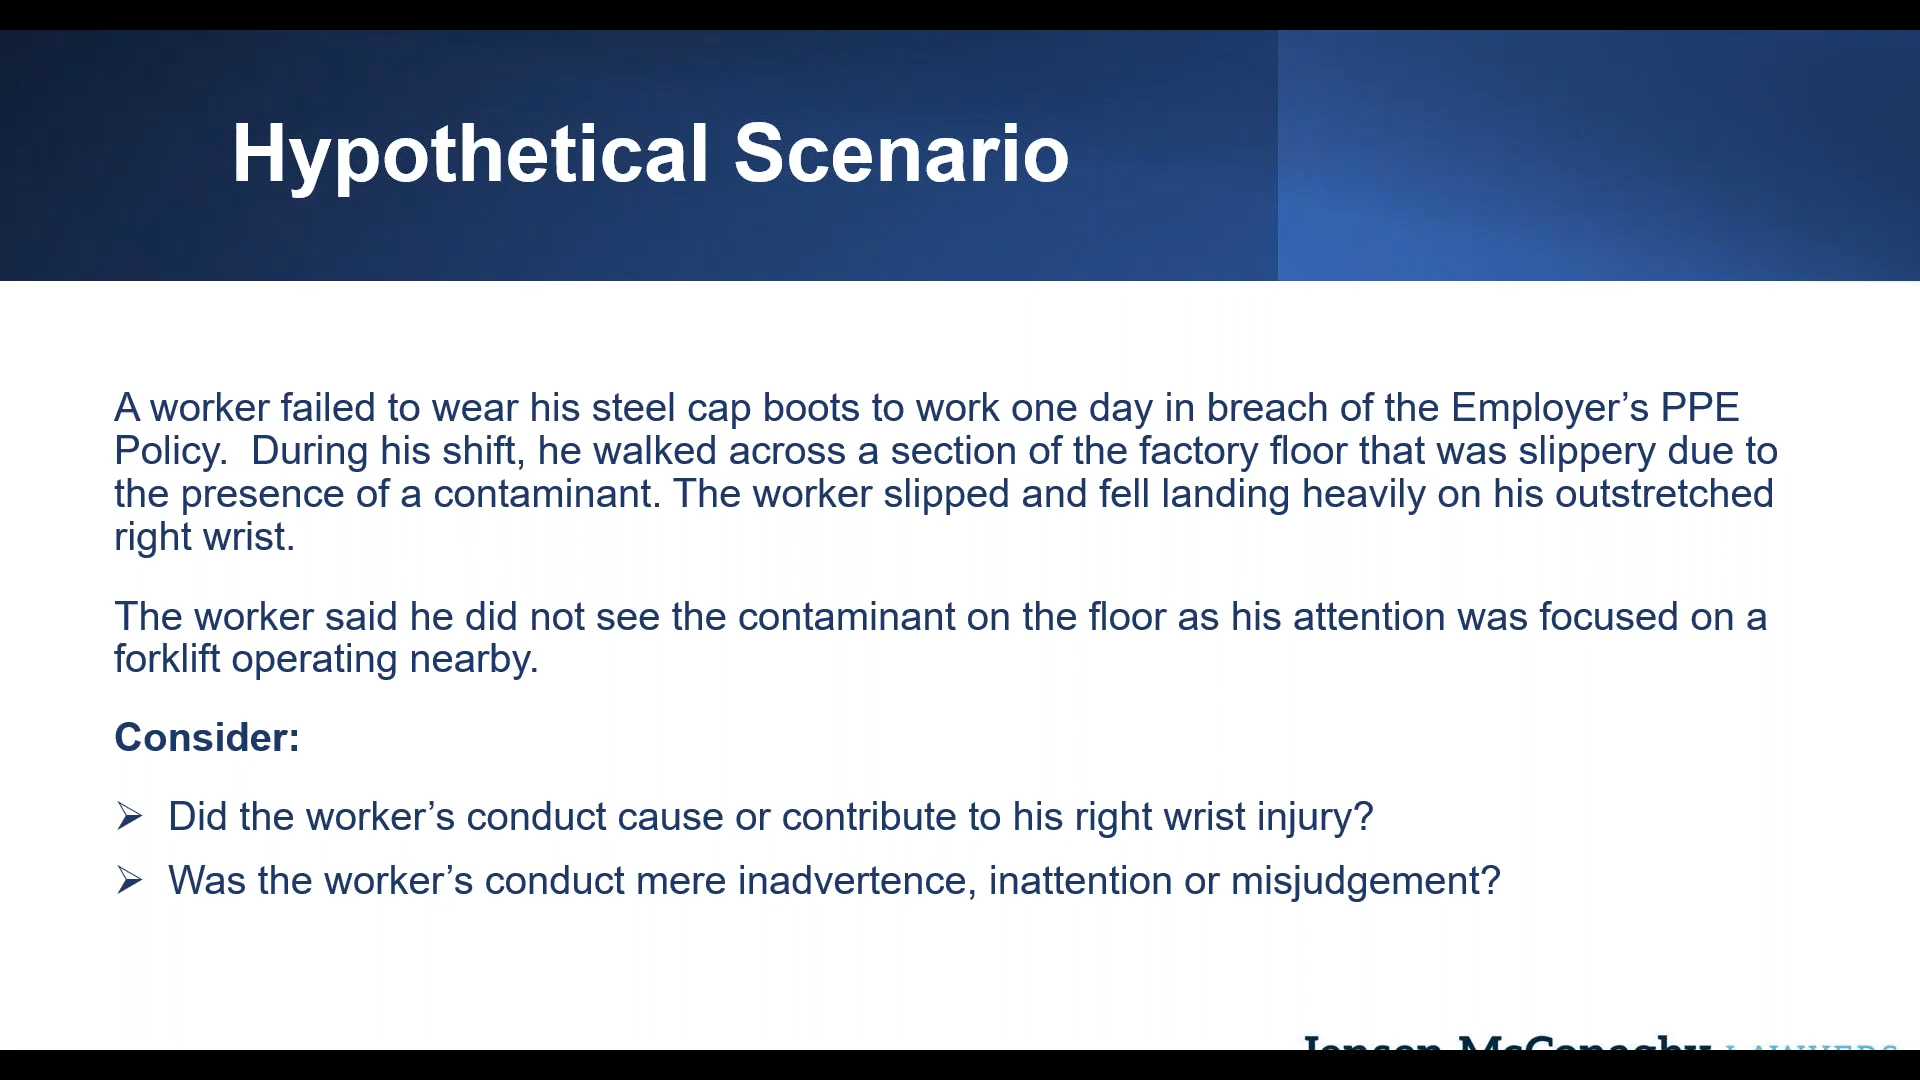 Hypothetical Scenario
A worker failed to wear his steel cap boots to work one day in breach of the Employer’s PPE
Policy.  During his shift, he walked across a section of the factory floor that was slippery due to
the presence of a contaminant. The worker slipped and fell landing heavily on his outstretched
right wrist.
The worker said he did not see the contaminant on the floor as his attention was focused on a
forklift operating nearby.
Consider:
➢ Did the worker’s conduct cause or contribute to his right wrist injury?
➢ Was the worker’s conduct mere inadvertence, inattention or misjudgement?
Jensen McConaghy LAWYERS